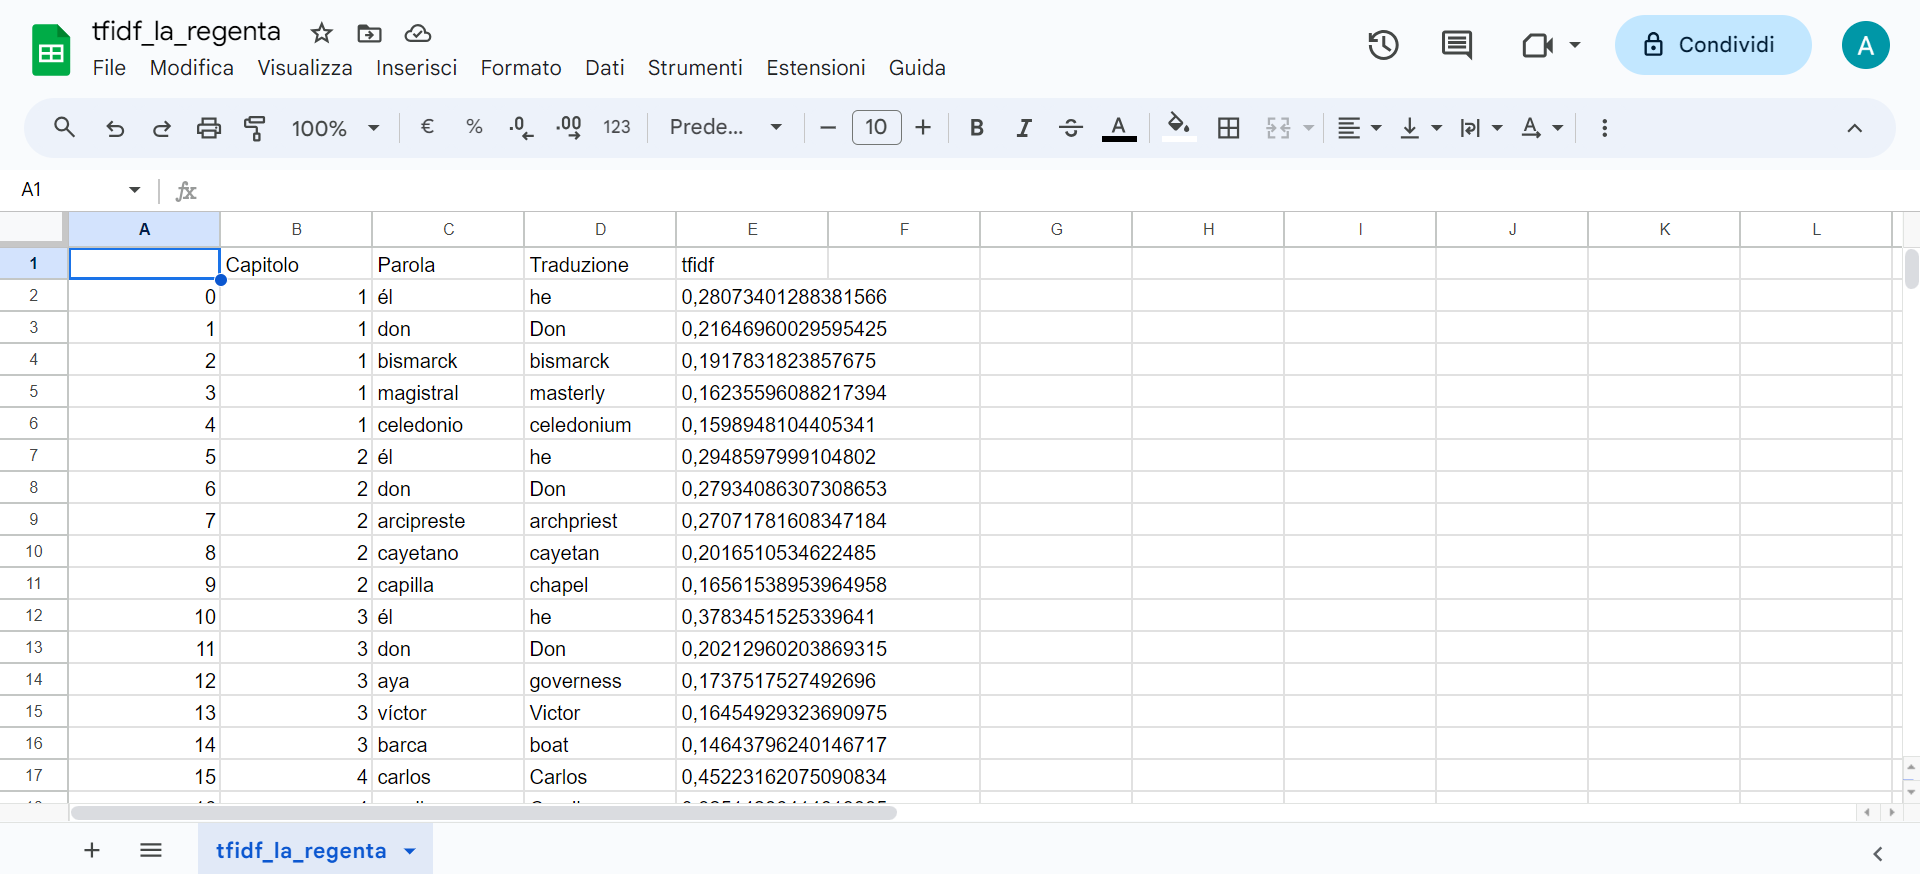 tfidf_la_regenta
File Modifica Visualizza Inserisci Formato Dati Strumenti Estensioni Guida
Condividi
A
100% € % .0 .00 123 Prede... 10 B I A A
A1 fx
A B C D E F G H I J K L
1 Capitolo Parola Traduzione tfidf
2 0 1 él he 0,28073401288381566
3 1 1 don Don 0,21646960029595425
4 2 1 bismarck bismarck 0,1917831823857675
5 3 1 magistral masterly 0,16235596088217394
6 4 1 celedonio celedonium 0,1598948104405341
7 5 2 él he 0,2948597999104802
8 6 2 don Don 0,27934086307308653
9 7 2 arcipreste archpriest 0,27071781608347184
10 8 2 cayetano cayetan 0,2016510534622485
11 9 2 capilla chapel 0,16561538953964958
12 10 3 él he 0,3783451525339641
13 11 3 don Don 0,20212960203869315
14 12 3 aya governess 0,1737517527492696
15 13 3 víctor Victor 0,16454929323690975
16 14 3 barca boat 0,14643796240146717
17 15 4 carlos Carlos 0,45223162075090834
tfidf_la_regenta